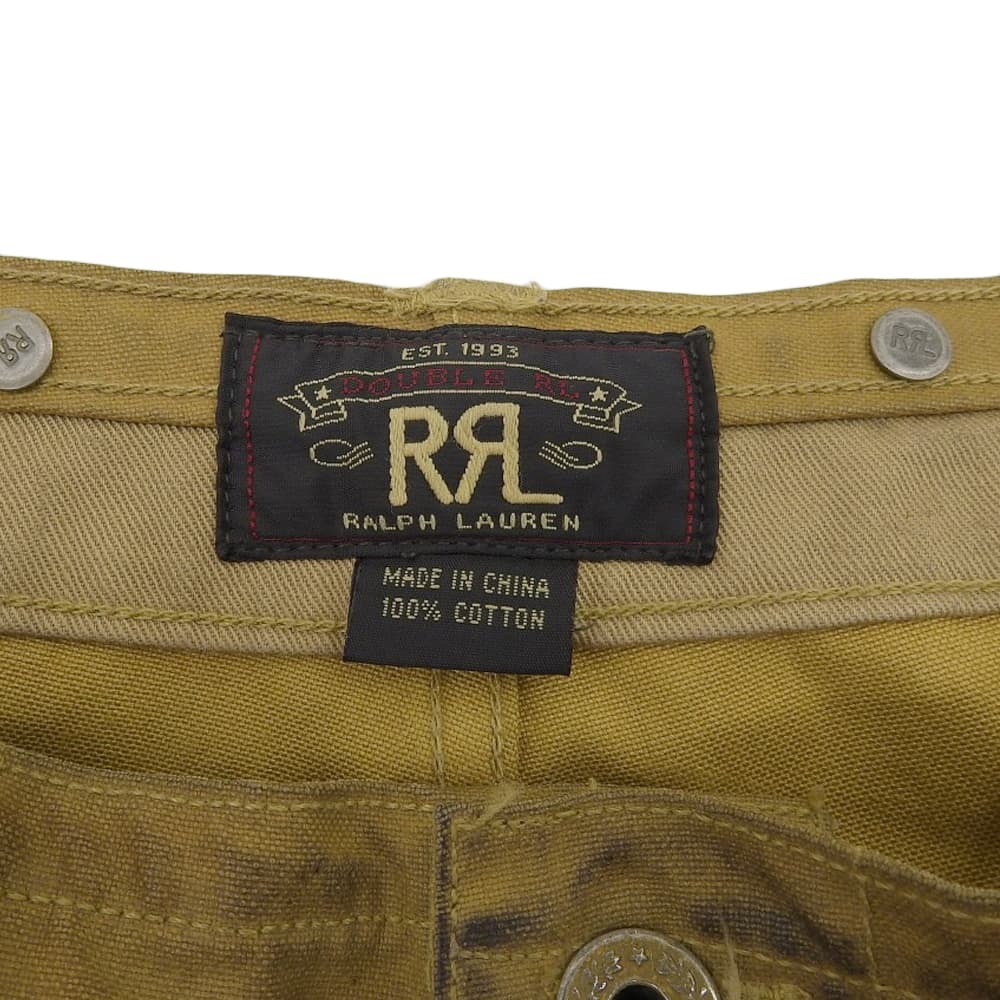 EST. 1993
DOUBLE RL
RRL
RALPH LAUREN
MADE IN CHINA
100% COTTON
RRL
RRL